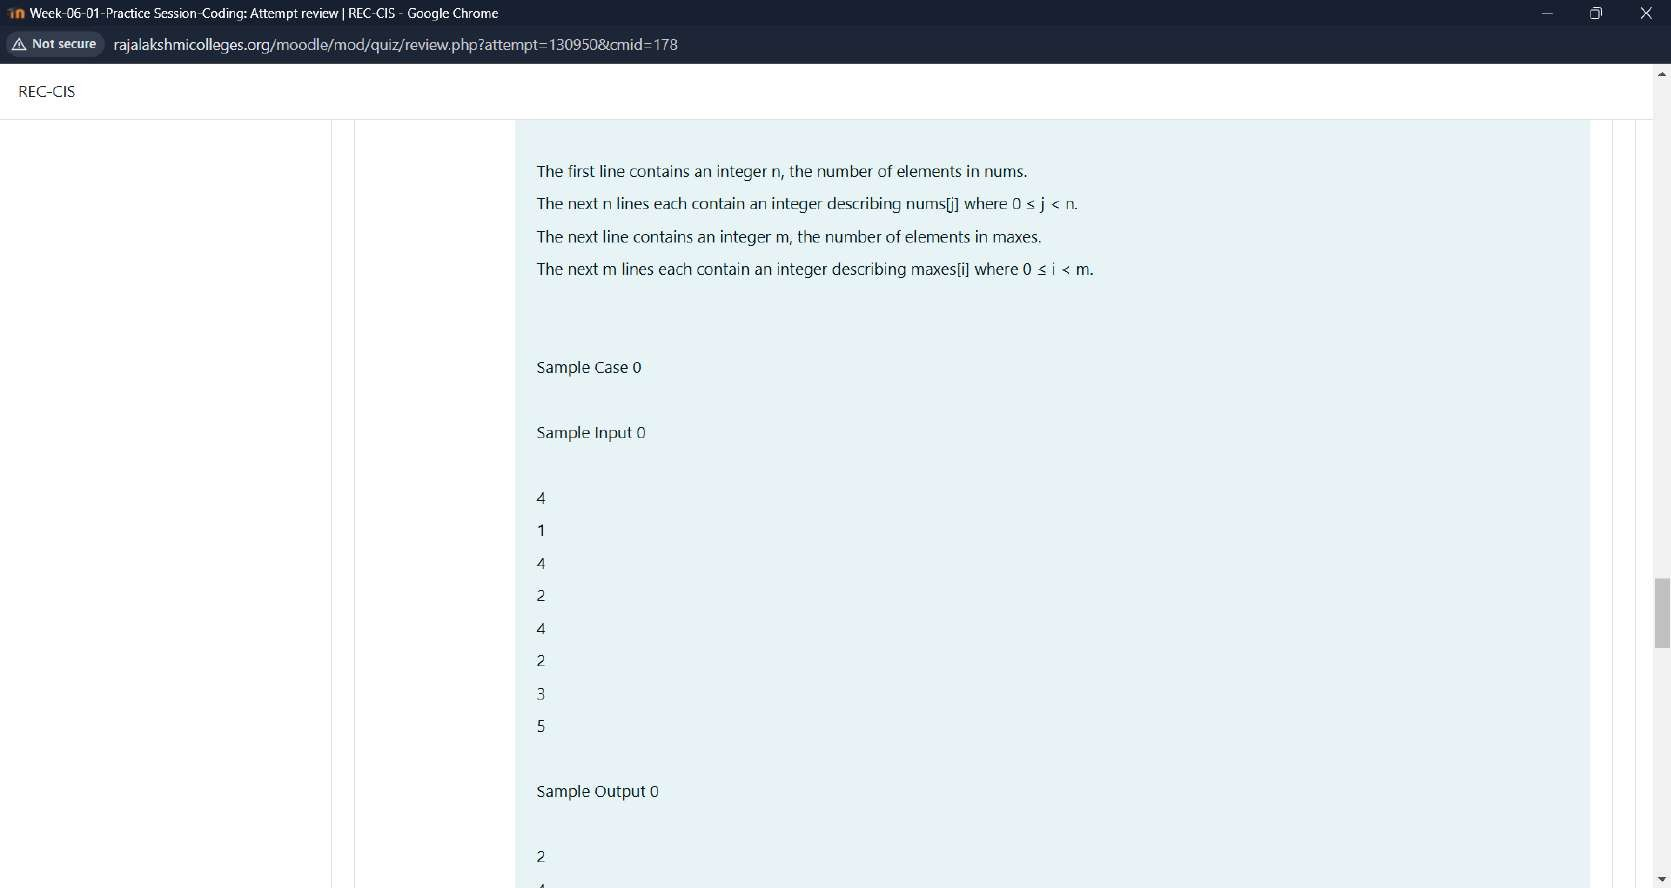 Week-06-01-Practice Session-Coding: Attempt review | REC-CIS - Google Chrome
Not secure rajalakshmicolleges.org/moodle/mod/quiz/review.php?attempt=130950&cmid=178
REC-CIS
The first line contains an integer n, the number of elements in nums.
The next n lines each contain an integer describing nums[j] where 0 ≤ j < n.
The next line contains an integer m, the number of elements in maxes.
The next m lines each contain an integer describing maxes[i] where 0 ≤ i < m.
Sample Case 0
Sample Input 0
4
1
4
2
4
2
3
5
Sample Output 0
2